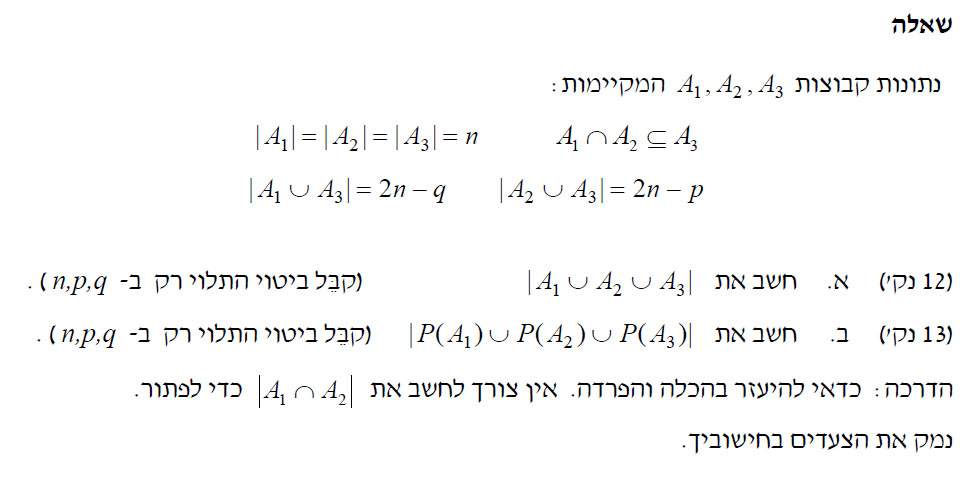 שאלה
נתונות קבוצות A₁ , A₂ , A₃ המקיימות:
|A₁| = |A₂| = |A₃| = n   A₁ ∩ A₂ ⊆ A₃
|A₁ ∪ A₃| = 2n − q   |A₂ ∪ A₃| = 2n − p
(12 נק') א. חשב את |A₁ ∪ A₂ ∪ A₃| (קבֵּל ביטוי התלוי רק ב- n,p,q ).
(13 נק') ב. חשב את |P(A₁) ∪ P(A₂) ∪ P(A₃)| (קבֵּל ביטוי התלוי רק ב- n,p,q ).
הדרכה: כדאי להיעזר בהכלה והפרדה. אין צורך לחשב את |A₁ ∩ A₂| כדי לפתור.
נמק את הצעדים בחישוביך.